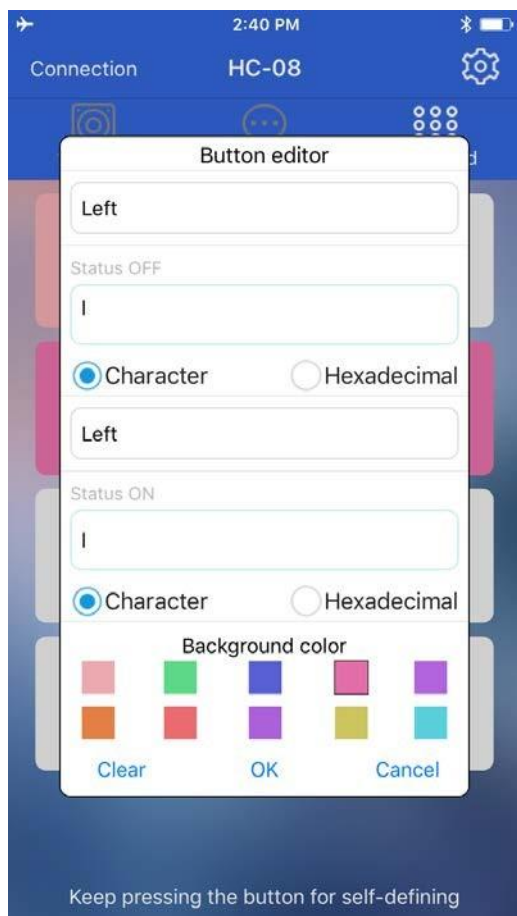 2:40 PM
Connection HC-08
Button editor
Left
Status OFF
l
Character Hexadecimal
Left
Status ON
l
Character Hexadecimal
Background color
Clear OK Cancel
Keep pressing the button for self-defining